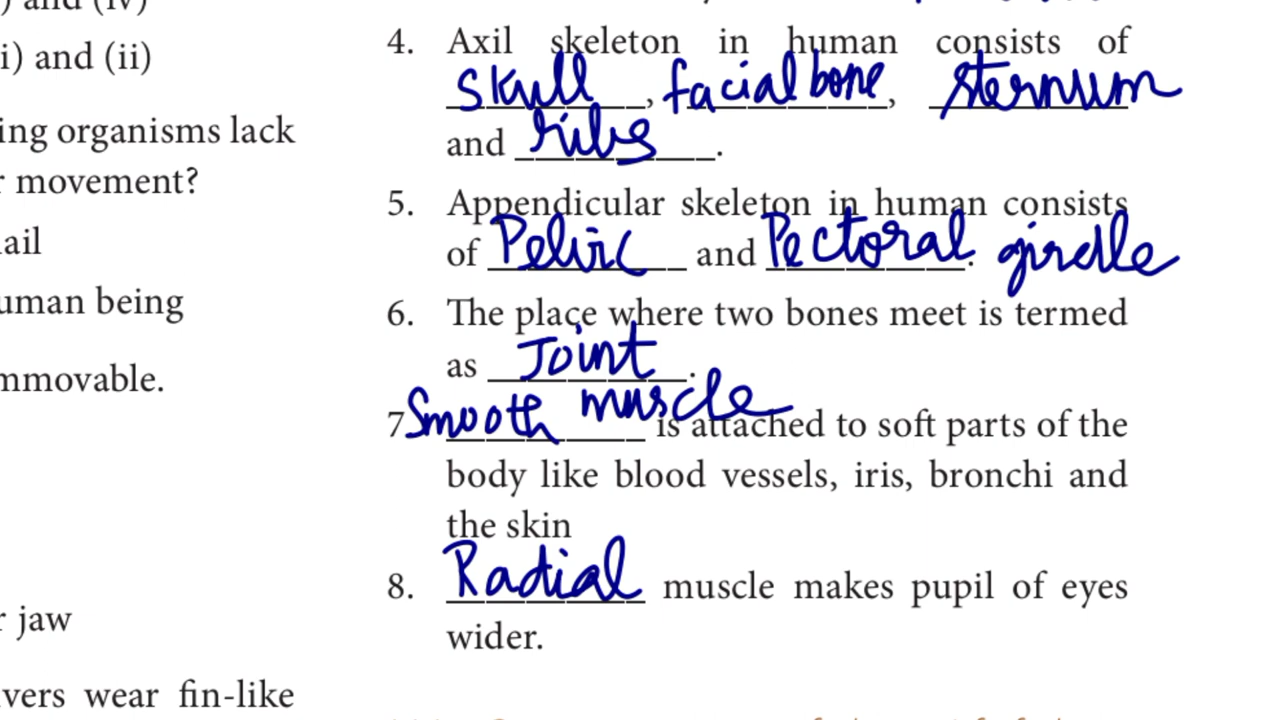 i) and (ii)
ing organisms lack
movement?
ail
uman being
mmovable.
r jaw
vers wear fin-like
4. Axil skeleton in human consists of
skull, facial bone, sternum
and ribs.
5. Appendicular skeleton in human consists
of Pelvic and Pectoral. girdle
6. The place where two bones meet is termed
as Joint.
7 Smooth muscle is attached to soft parts of the
body like blood vessels, iris, bronchi and
the skin
8. Radial muscle makes pupil of eyes
wider.